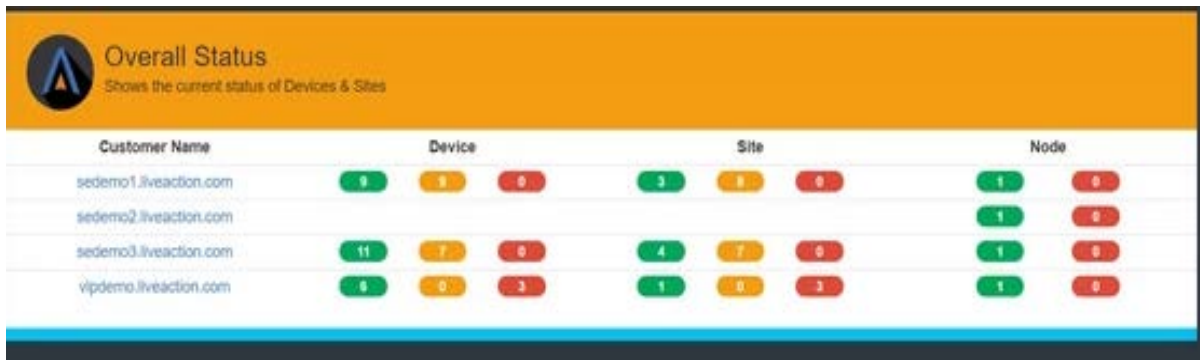 Overall Status
Shows the current status of Devices & Sites
Customer Name Device Site Node
sedemo1.liveaction.com 9 9 0 3 8 0 1 0
sedemo2.liveaction.com 1 0
sedemo3.liveaction.com 11 7 0 4 7 0 1 0
vipdemo.liveaction.com 6 0 3 1 0 3 1 0